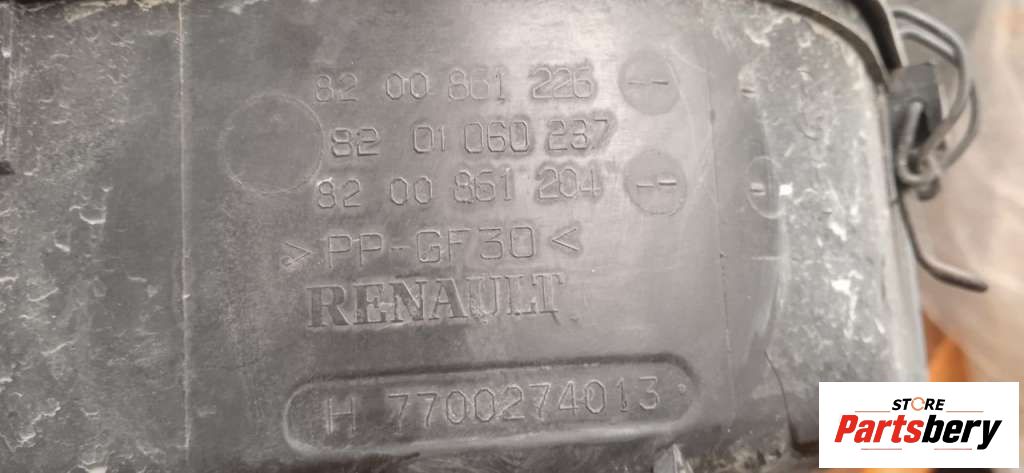 82 00 861 226
82 01 060 237
82 00 861 204
>PP-GF30<
RENAULT
H 7700274013
STORE
Partsbery